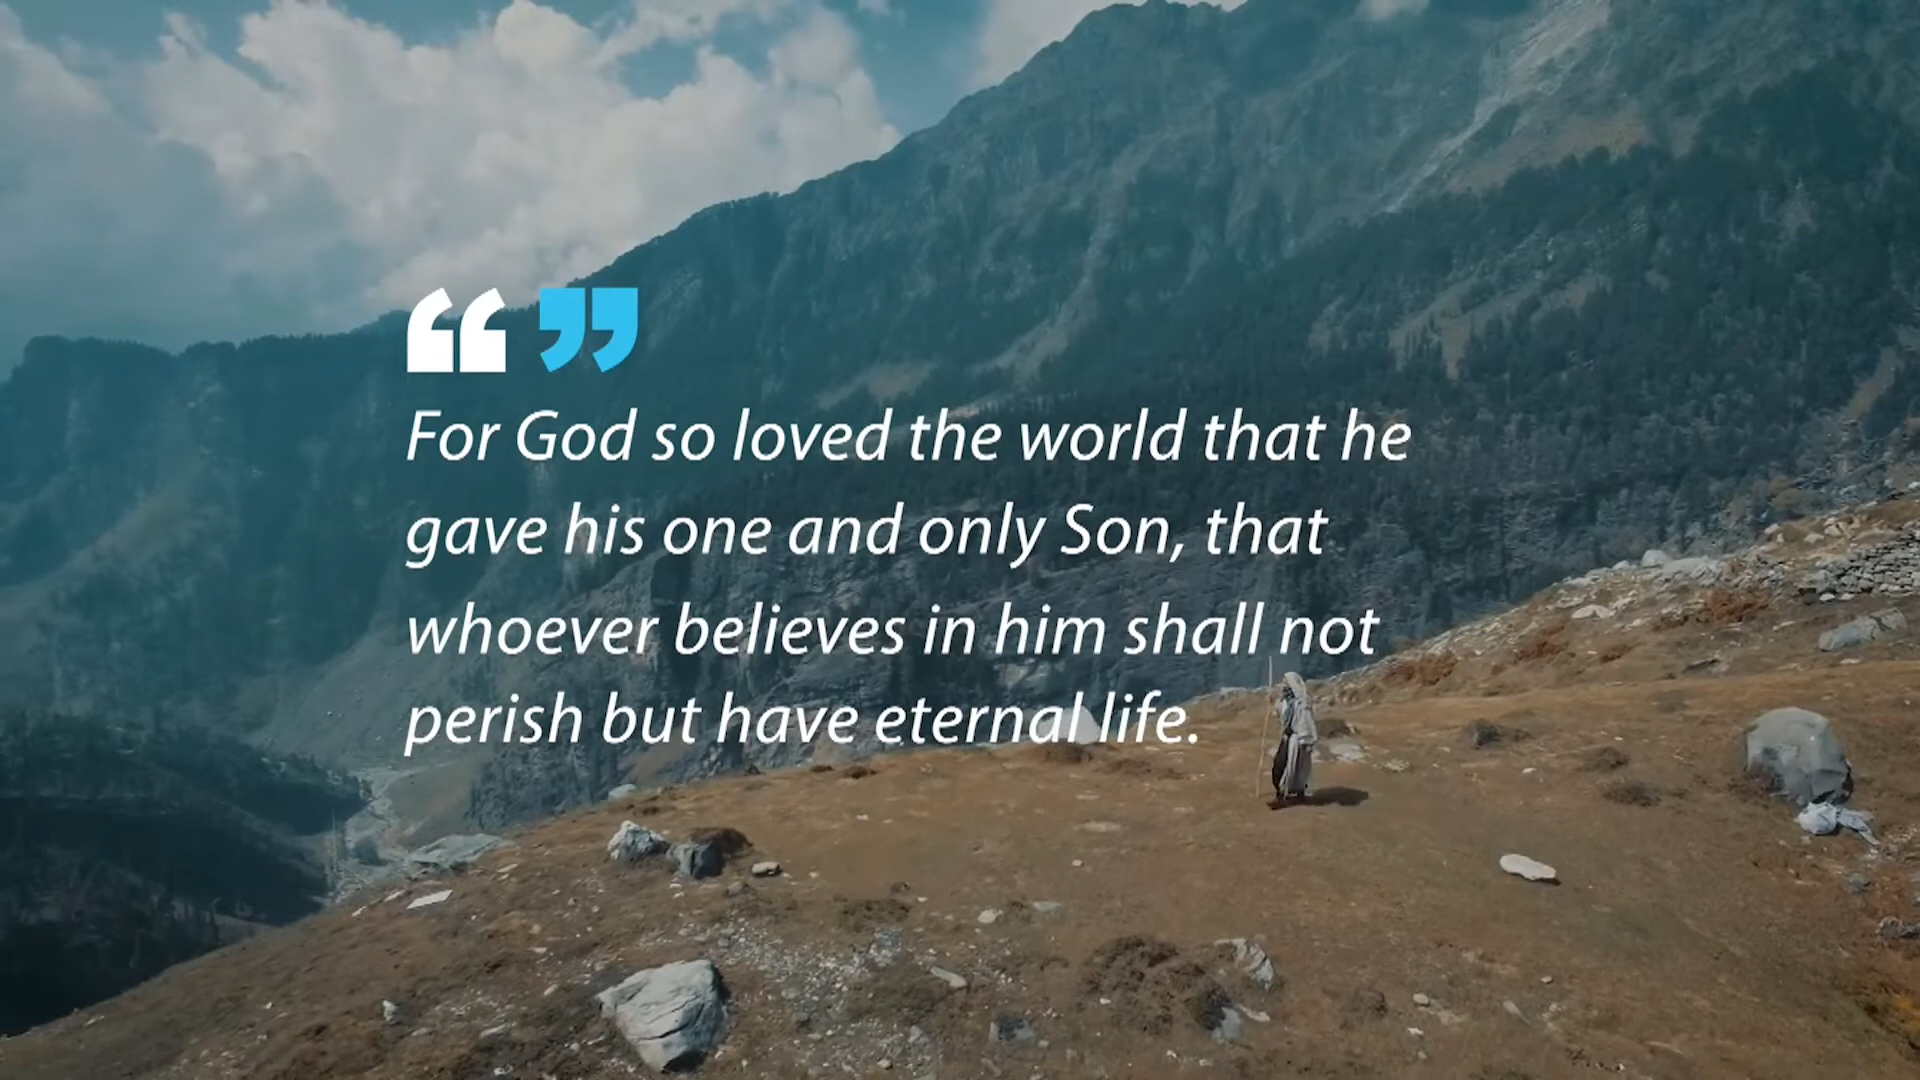 “ ”
For God so loved the world that he
gave his one and only Son, that
whoever believes in him shall not
perish but have eternal life.